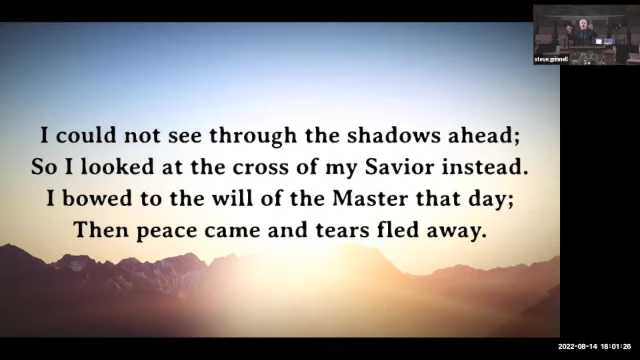 I could not see through the shadows ahead;
So I looked at the cross of my Savior instead.
I bowed to the will of the Master that day;
Then peace came and tears fled away.
steve grinnell
2022-08-14 18:01:26